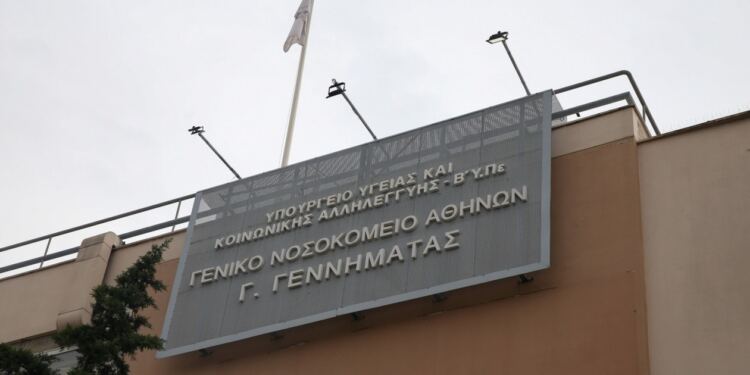 ΥΠΟΥΡΓΕΙΟ ΥΓΕΙΑΣ ΚΑΙ
ΚΟΙΝΩΝΙΚΗΣ ΑΛΛΗΛΕΓΓΥΗΣ - Β΄Υ.Πε
ΓΕΝΙΚΟ ΝΟΣΟΚΟΜΕΙΟ ΑΘΗΝΩΝ
Γ. ΓΕΝΝΗΜΑΤΑΣ